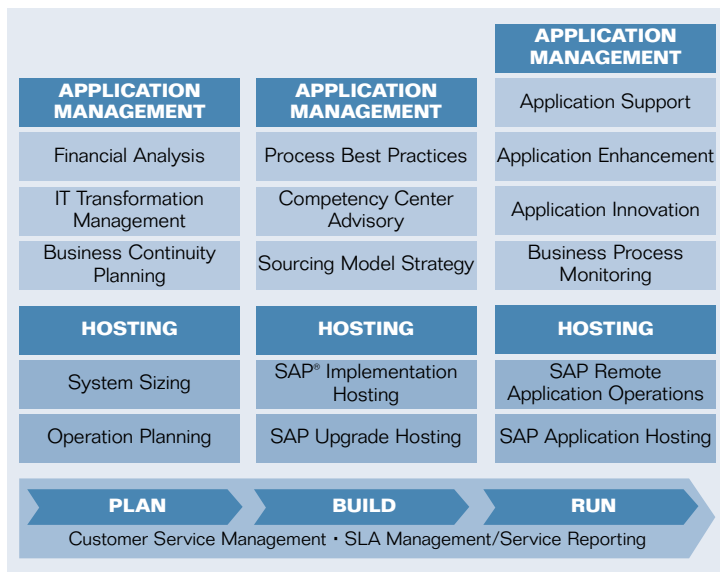 APPLICATION
MANAGEMENT
Financial Analysis
IT Transformation
Management
Business Continuity
Planning
HOSTING
System Sizing
Operation Planning
APPLICATION
MANAGEMENT
Process Best Practices
Competency Center
Advisory
Sourcing Model Strategy
HOSTING
SAP® Implementation
Hosting
SAP Upgrade Hosting
APPLICATION
MANAGEMENT
Application Support
Application Enhancement
Application Innovation
Business Process
Monitoring
HOSTING
SAP Remote
Application Operations
SAP Application Hosting
PLAN
BUILD
RUN
Customer Service Management · SLA Management/Service Reporting